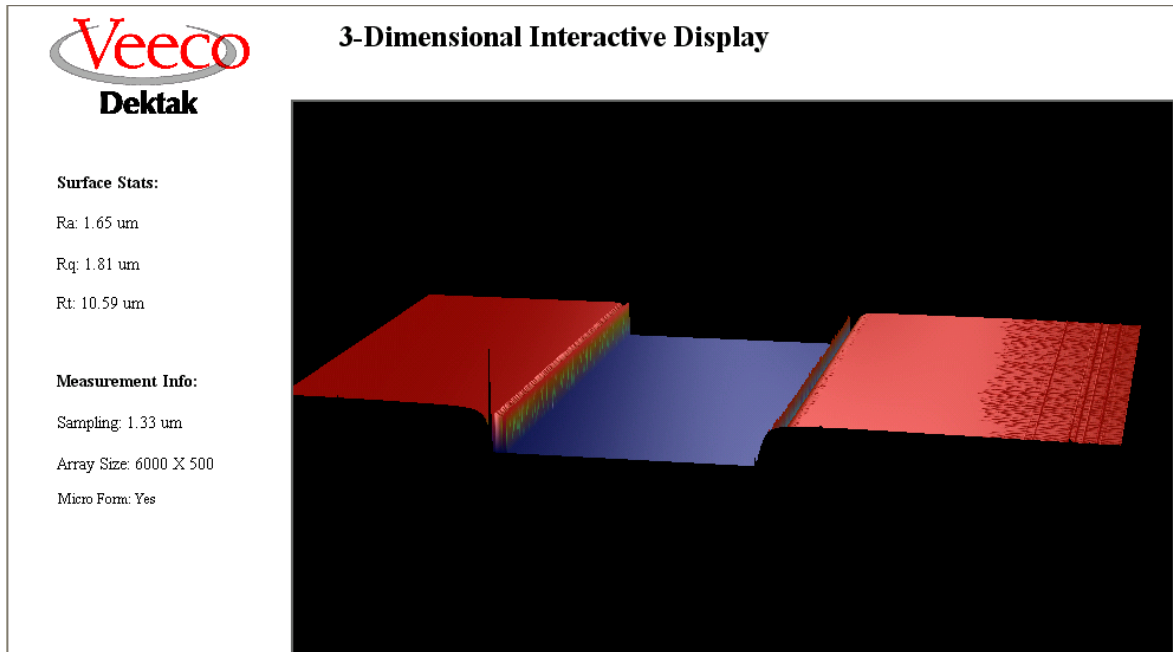 Veeco
Dektak
3-Dimensional Interactive Display
Surface Stats:
Ra: 1.65 um
Rq: 1.81 um
Rt: 10.59 um
Measurement Info:
Sampling: 1.33 um
Array Size: 6000 X 500
Micro Form: Yes